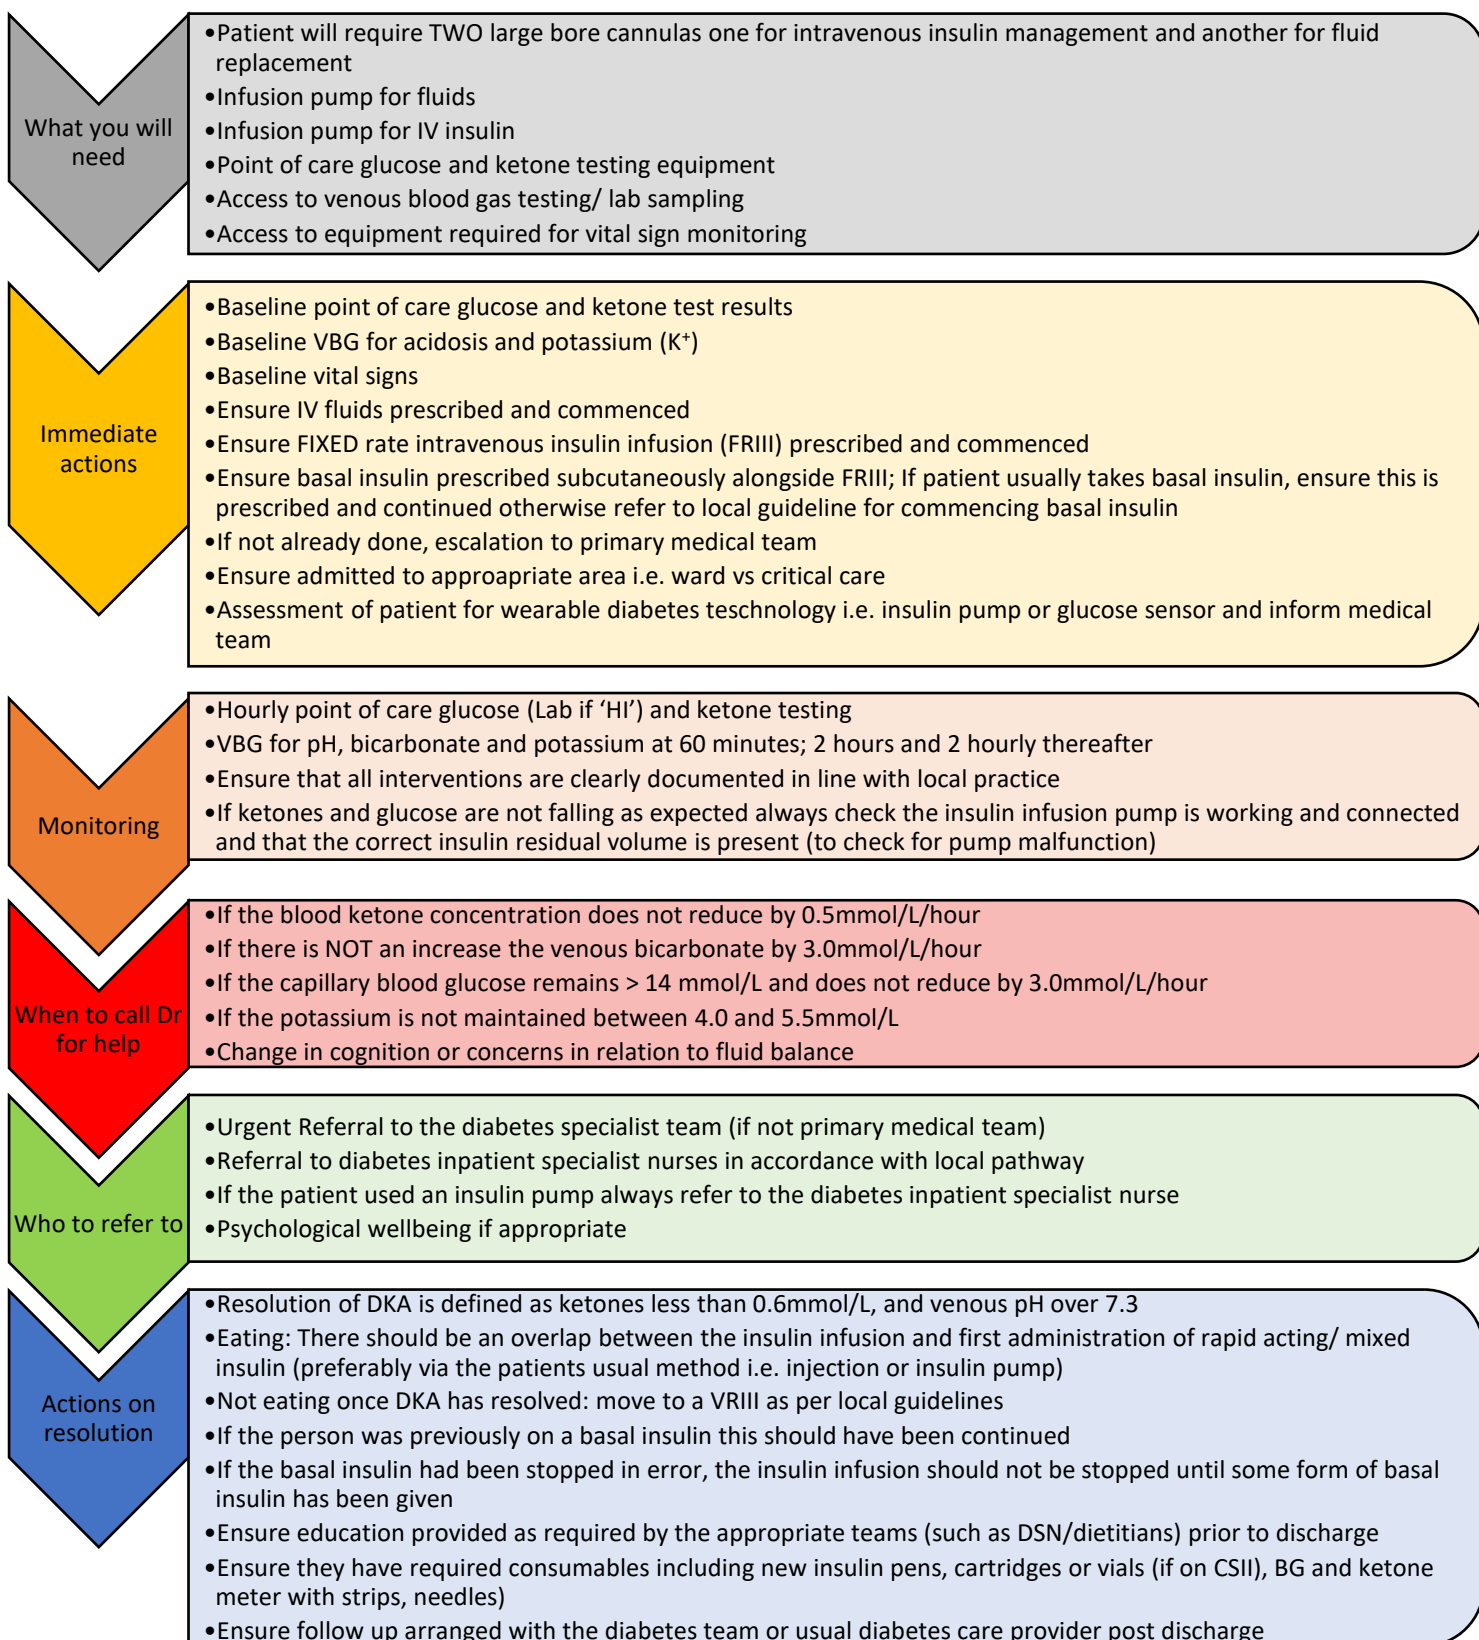 What you will
need
•Patient will require TWO large bore cannulas one for intravenous insulin management and another for fluid
replacement
•Infusion pump for fluids
•Infusion pump for IV insulin
•Point of care glucose and ketone testing equipment
•Access to venous blood gas testing/ lab sampling
•Access to equipment required for vital sign monitoring
Immediate
actions
•Baseline point of care glucose and ketone test results
•Baseline VBG for acidosis and potassium (K⁺)
•Baseline vital signs
•Ensure IV fluids prescribed and commenced
•Ensure FIXED rate intravenous insulin infusion (FRIII) prescribed and commenced
•Ensure basal insulin prescribed subcutaneously alongside FRIII; If patient usually takes basal insulin, ensure this is
prescribed and continued otherwise refer to local guideline for commencing basal insulin
•If not already done, escalation to primary medical team
•Ensure admitted to approapriate area i.e. ward vs critical care
•Assessment of patient for wearable diabetes teschnology i.e. insulin pump or glucose sensor and inform medical
team
Monitoring
•Hourly point of care glucose (Lab if ‘HI’) and ketone testing
•VBG for pH, bicarbonate and potassium at 60 minutes; 2 hours and 2 hourly thereafter
•Ensure that all interventions are clearly documented in line with local practice
•If ketones and glucose are not falling as expected always check the insulin infusion pump is working and connected
and that the correct insulin residual volume is present (to check for pump malfunction)
When to call Dr
for help
•If the blood ketone concentration does not reduce by 0.5mmol/L/hour
•If there is NOT an increase the venous bicarbonate by 3.0mmol/L/hour
•If the capillary blood glucose remains > 14 mmol/L and does not reduce by 3.0mmol/L/hour
•If the potassium is not maintained between 4.0 and 5.5mmol/L
•Change in cognition or concerns in relation to fluid balance
Who to refer to
•Urgent Referral to the diabetes specialist team (if not primary medical team)
•Referral to diabetes inpatient specialist nurses in accordance with local pathway
•If the patient used an insulin pump always refer to the diabetes inpatient specialist nurse
•Psychological wellbeing if appropriate
Actions on
resolution
•Resolution of DKA is defined as ketones less than 0.6mmol/L, and venous pH over 7.3
•Eating: There should be an overlap between the insulin infusion and first administration of rapid acting/ mixed
insulin (preferably via the patients usual method i.e. injection or insulin pump)
•Not eating once DKA has resolved: move to a VRIII as per local guidelines
•If the person was previously on a basal insulin this should have been continued
•If the basal insulin had been stopped in error, the insulin infusion should not be stopped until some form of basal
insulin has been given
•Ensure education provided as required by the appropriate teams (such as DSN/dietitians) prior to discharge
•Ensure they have required consumables including new insulin pens, cartridges or vials (if on CSII), BG and ketone
meter with strips, needles)
•Ensure follow up arranged with the diabetes team or usual diabetes care provider post discharge